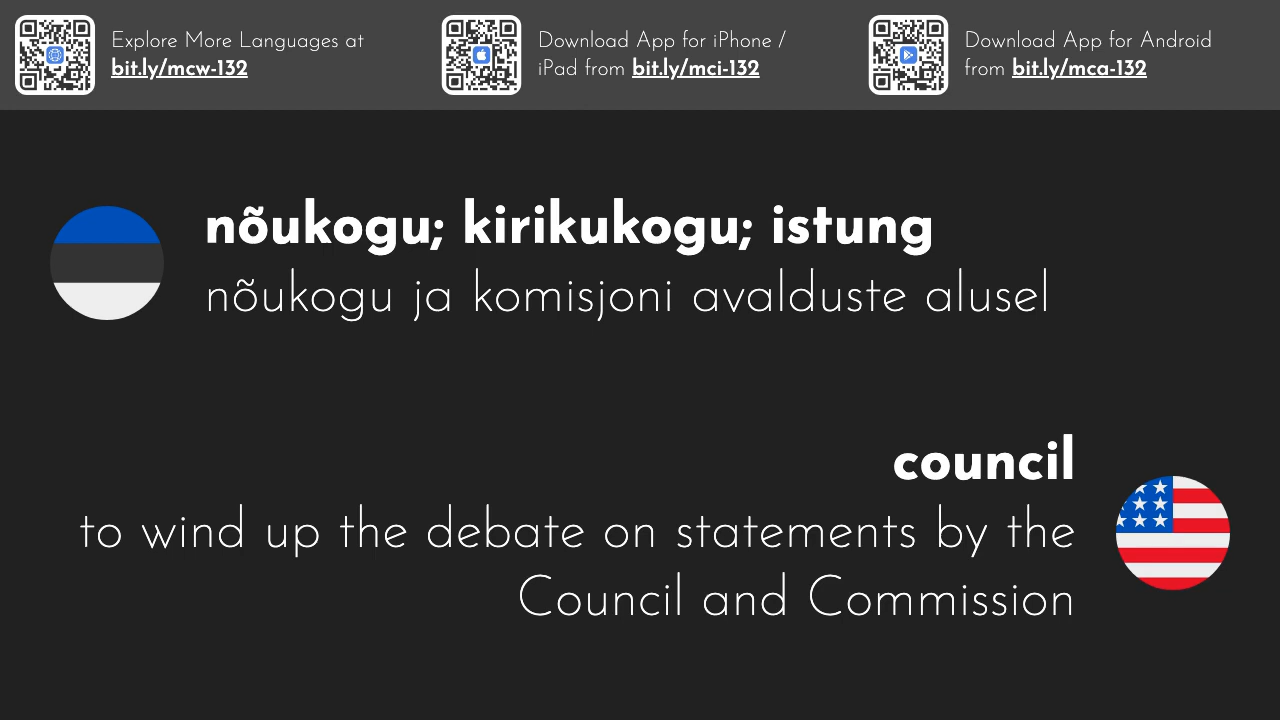 Explore More Languages at
bit.ly/mcw-132
Download App for iPhone /
iPad from bit.ly/mci-132
Download App for Android
from bit.ly/mca-132
nõukogu; kirikukogu; istung
nõukogu ja komisjoni avalduste alusel
council
to wind up the debate on statements by the
Council and Commission